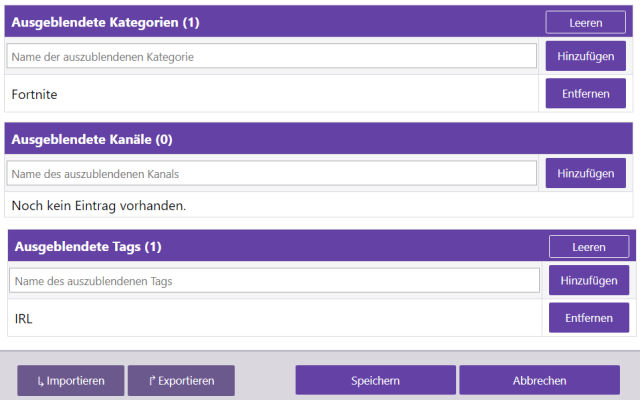 Ausgeblendete Kategorien (1) Leeren
Name der auszublendenen Kategorie Hinzufügen
Fortnite Entfernen
Ausgeblendete Kanäle (0)
Name des auszublendenen Kanals Hinzufügen
Noch kein Eintrag vorhanden.
Ausgeblendete Tags (1) Leeren
Name des auszublendenen Tags Hinzufügen
IRL Entfernen
Importieren Exportieren Speichern Abbrechen